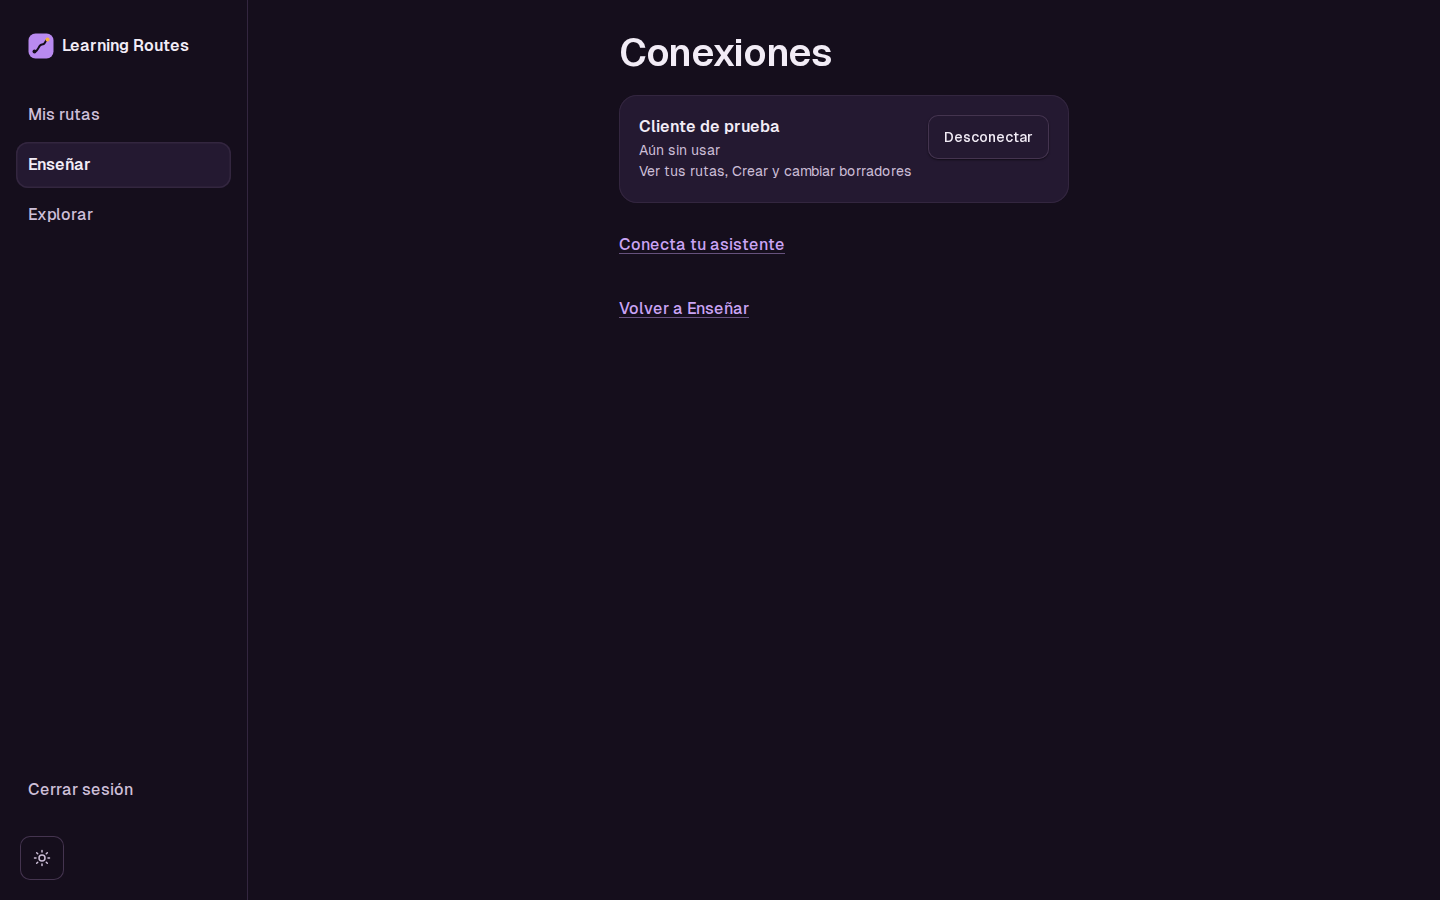 Learning Routes
Mis rutas
Enseñar
Explorar
Cerrar sesión
Conexiones
Cliente de prueba
Aún sin usar
Ver tus rutas, Crear y cambiar borradores
Desconectar
Conecta tu asistente
Volver a Enseñar